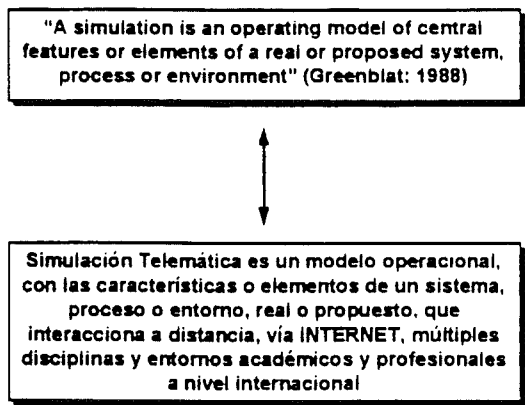 "A simulation is an operating model of central
features or elements of a real or proposed system,
process or environment" (Greenblat: 1988)
Simulación Telemática es un modelo operacional,
con las características o elementos de un sistema,
proceso o entorno, real o propuesto, que
interacciona a distancia, vía INTERNET, múltiples
disciplinas y entornos académicos y profesionales
a nivel internacional